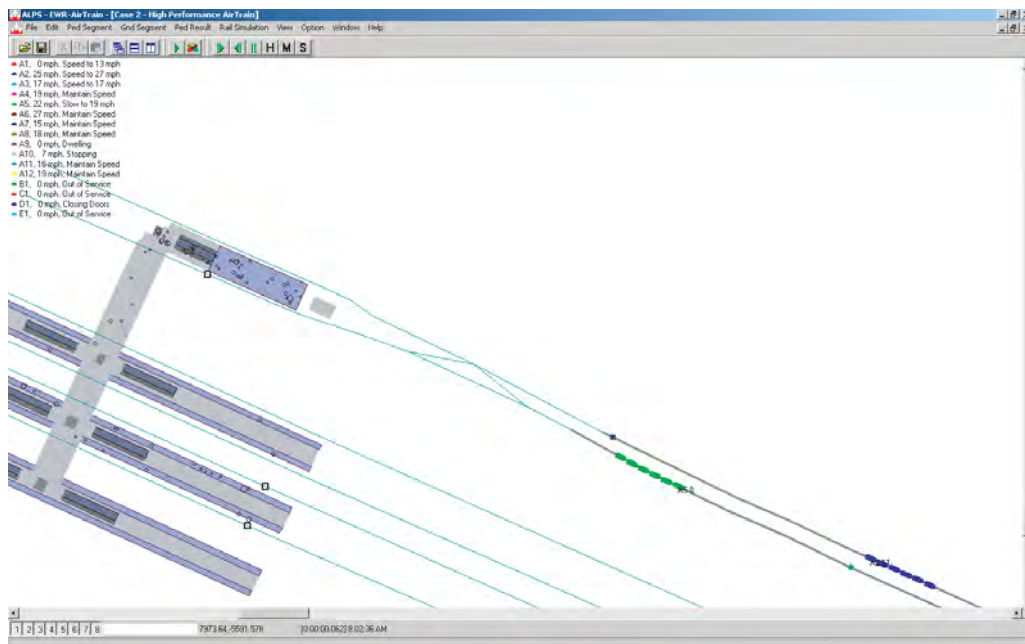 ALPS - EWR-AirTrain - [Case 2 - High Performance AirTrain]
File Edit Ped Segment Gnd Segment Ped Result Rail Simulation View Option Window Help
H M S
A1, 0 mph, Speed to 13 mph
A2, 25 mph, Speed to 27 mph
A3, 17 mph, Speed to 17 mph
A4, 19 mph, Maintain Speed
A5, 22 mph, Slow to 19 mph
A6, 27 mph, Maintain Speed
A7, 15 mph, Maintain Speed
A8, 18 mph, Maintain Speed
A9, 0 mph, Dwelling
A10, 7 mph, Stopping
A11, 16 mph, Maintain Speed
A12, 19 mph, Maintain Speed
B1, 0 mph, Out of Service
C1, 0 mph, Out of Service
D1, 0 mph, Closing Doors
E1, 0 mph, Out of Service
1 2 3 4 5 6 7 8 7973.64,-5591.578 [0:00:00.062] 8:02:36 AM